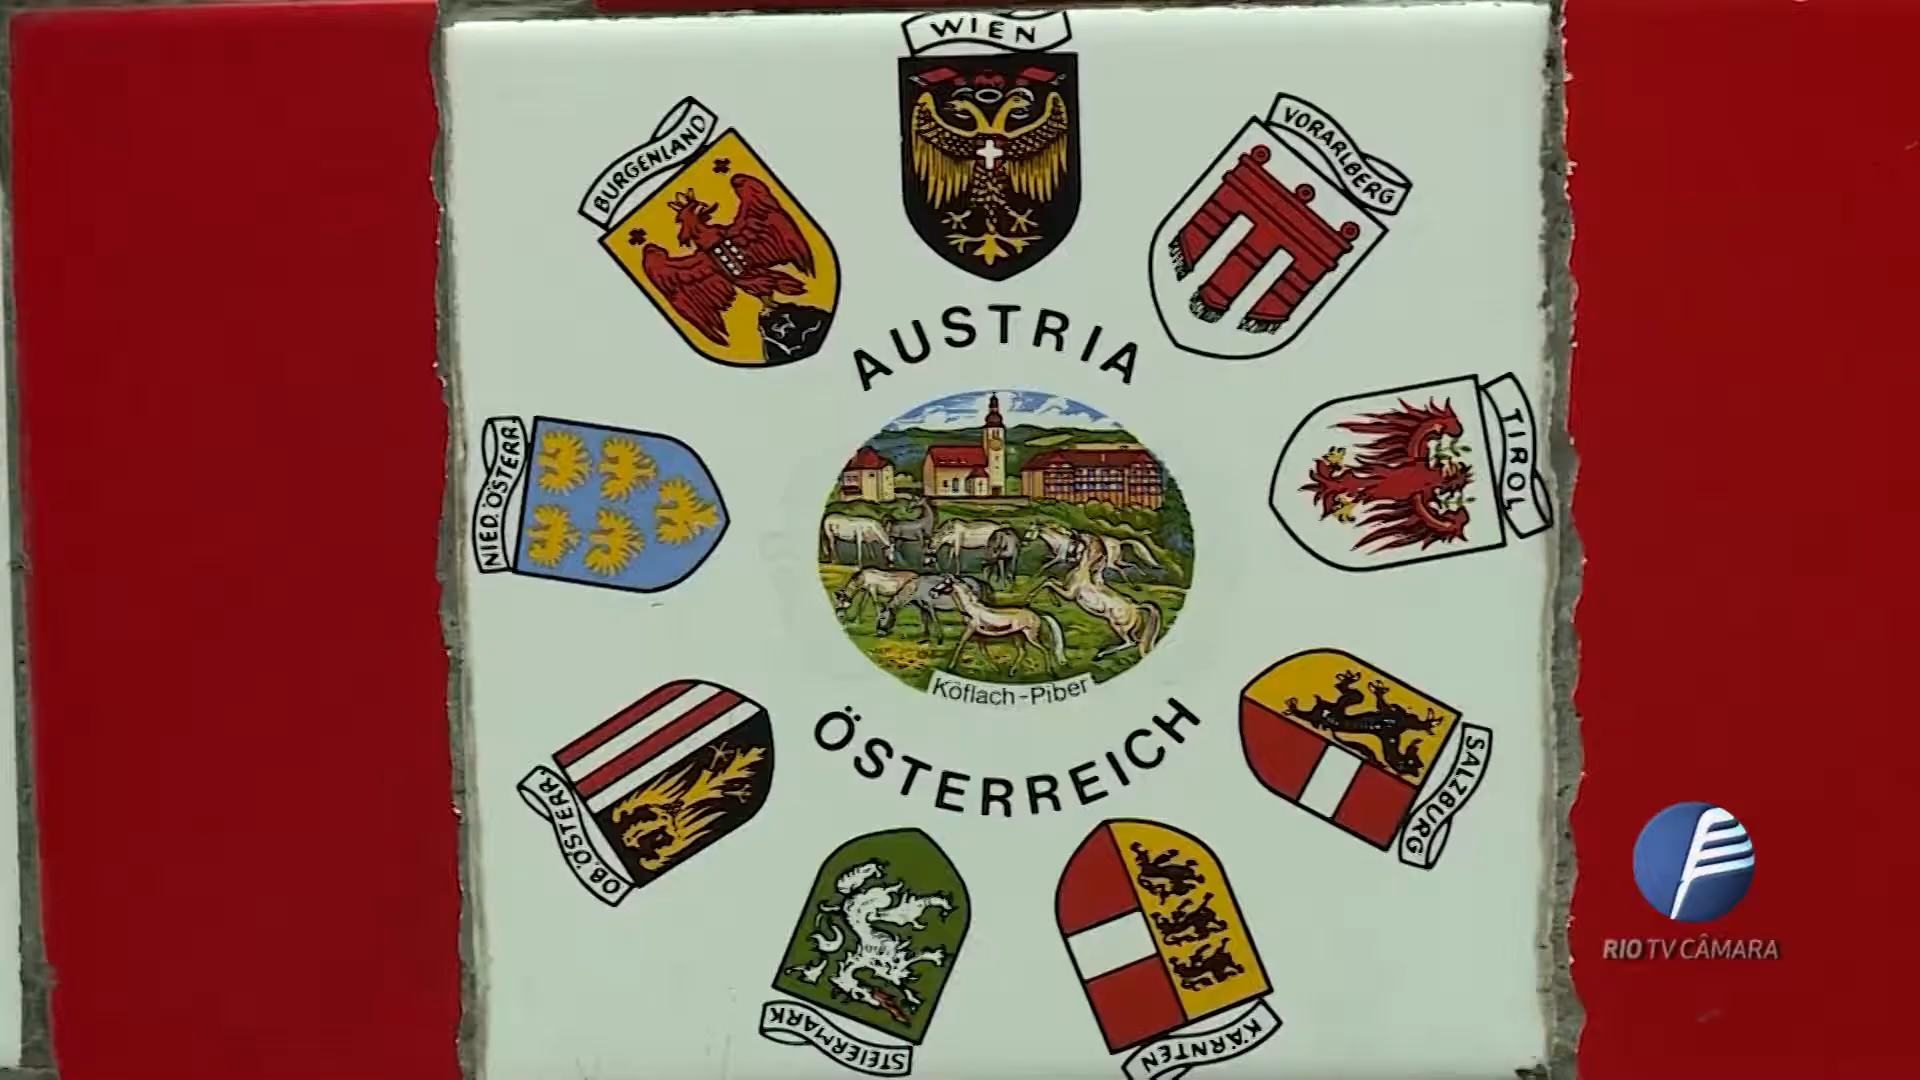 WIEN
BURGENLAND
VORARLBERG
AUSTRIA
TIROL
NIED.ÖSTERR.
Köflach-Piber
ÖSTERREICH
SALZBURG
OB.ÖSTERR.
STEIERMARK
KÄRNTEN
RIO TV CÂMARA